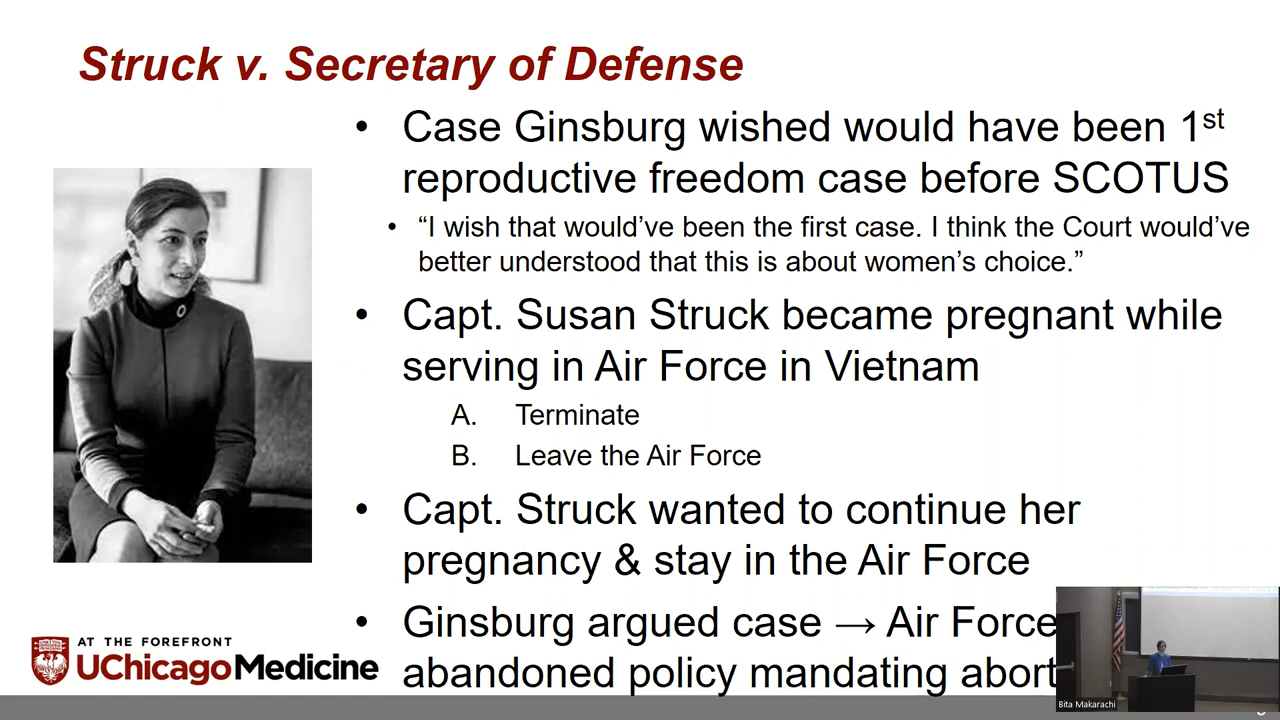 Struck v. Secretary of Defense
• Case Ginsburg wished would have been 1st
reproductive freedom case before SCOTUS
• “I wish that would’ve been the first case. I think the Court would’ve
better understood that this is about women’s choice.”
• Capt. Susan Struck became pregnant while
serving in Air Force in Vietnam
A. Terminate
B. Leave the Air Force
• Capt. Struck wanted to continue her
pregnancy & stay in the Air Force
• Ginsburg argued case → Air Force
abandoned policy mandating abort
AT THE FOREFRONT
UChicago Medicine
Bita Makarachi